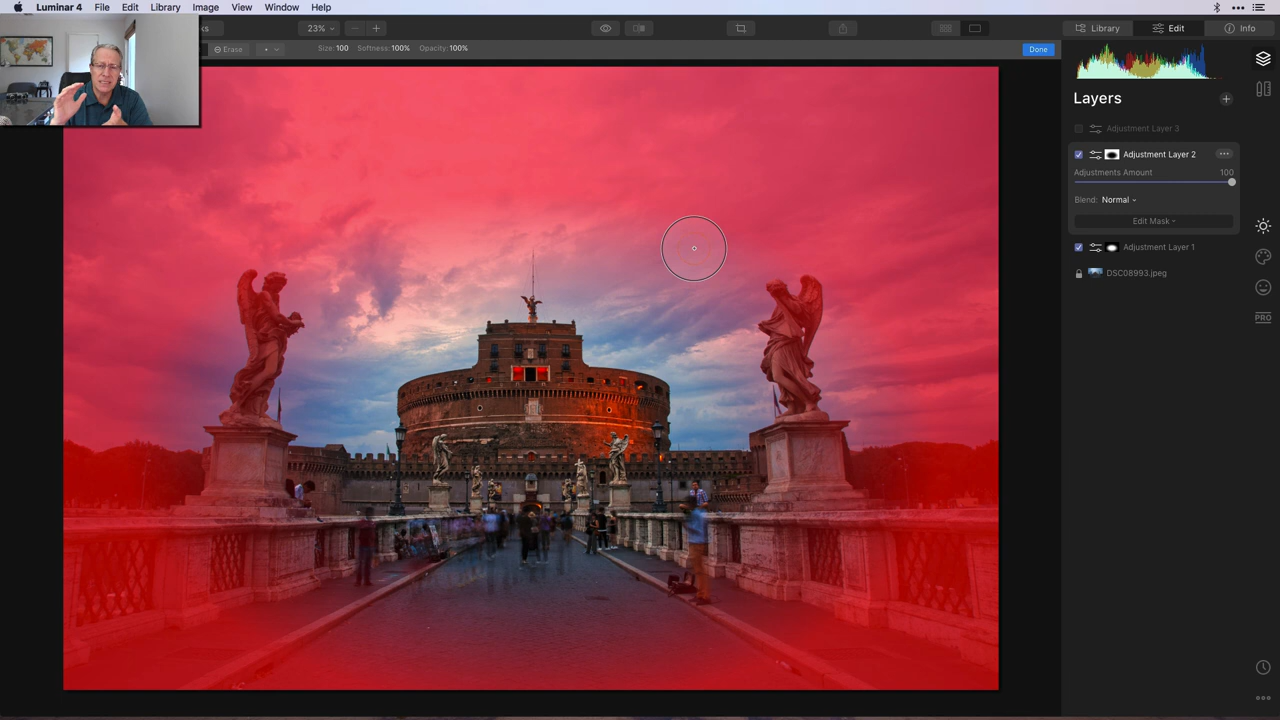 Luminar 4 File Edit Library Image View Window Help
ks 23% Library Edit Info
Erase Size: 100 Softness: 100% Opacity: 100% Done
Layers
Adjustment Layer 3
Adjustment Layer 2
Adjustments Amount 100
Blend: Normal
Edit Mask
Adjustment Layer 1
DSC08993.jpeg
PRO